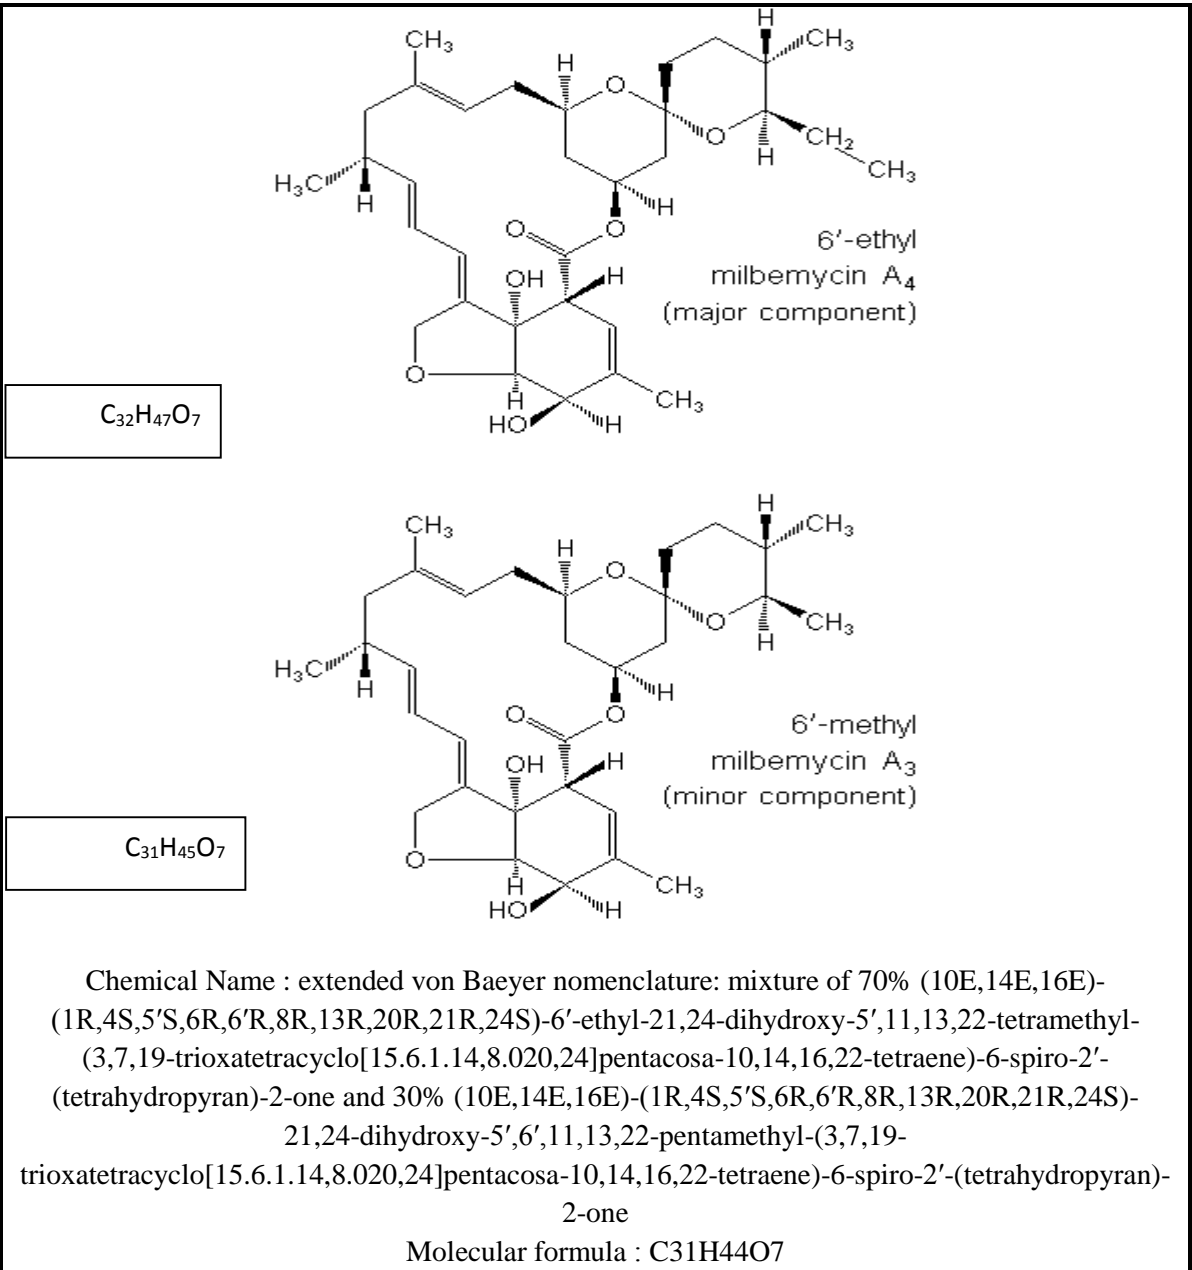 CH₃
H
H
CH₃
O
O
H
CH₂
CH₃
H₃C
H
H
O
O
6′-ethyl
milbemycin A₄
(major component)
OH
H
O
H
CH₃
HO
H
C₃₂H₄₇O₇
CH₃
H
H
CH₃
O
O
H
CH₃
H₃C
H
H
O
O
6′-methyl
milbemycin A₃
(minor component)
OH
H
O
H
CH₃
HO
H
C₃₁H₄₅O₇
Chemical Name : extended von Baeyer nomenclature: mixture of 70% (10E,14E,16E)-
(1R,4S,5′S,6R,6′R,8R,13R,20R,21R,24S)-6′-ethyl-21,24-dihydroxy-5′,11,13,22-tetramethyl-
(3,7,19-trioxatetracyclo[15.6.1.14,8.020,24]pentacosa-10,14,16,22-tetraene)-6-spiro-2′-
(tetrahydropyran)-2-one and 30% (10E,14E,16E)-(1R,4S,5′S,6R,6′R,8R,13R,20R,21R,24S)-
21,24-dihydroxy-5′,6′,11,13,22-pentamethyl-(3,7,19-
trioxatetracyclo[15.6.1.14,8.020,24]pentacosa-10,14,16,22-tetraene)-6-spiro-2′-(tetrahydropyran)-
2-one
Molecular formula : C31H44O7